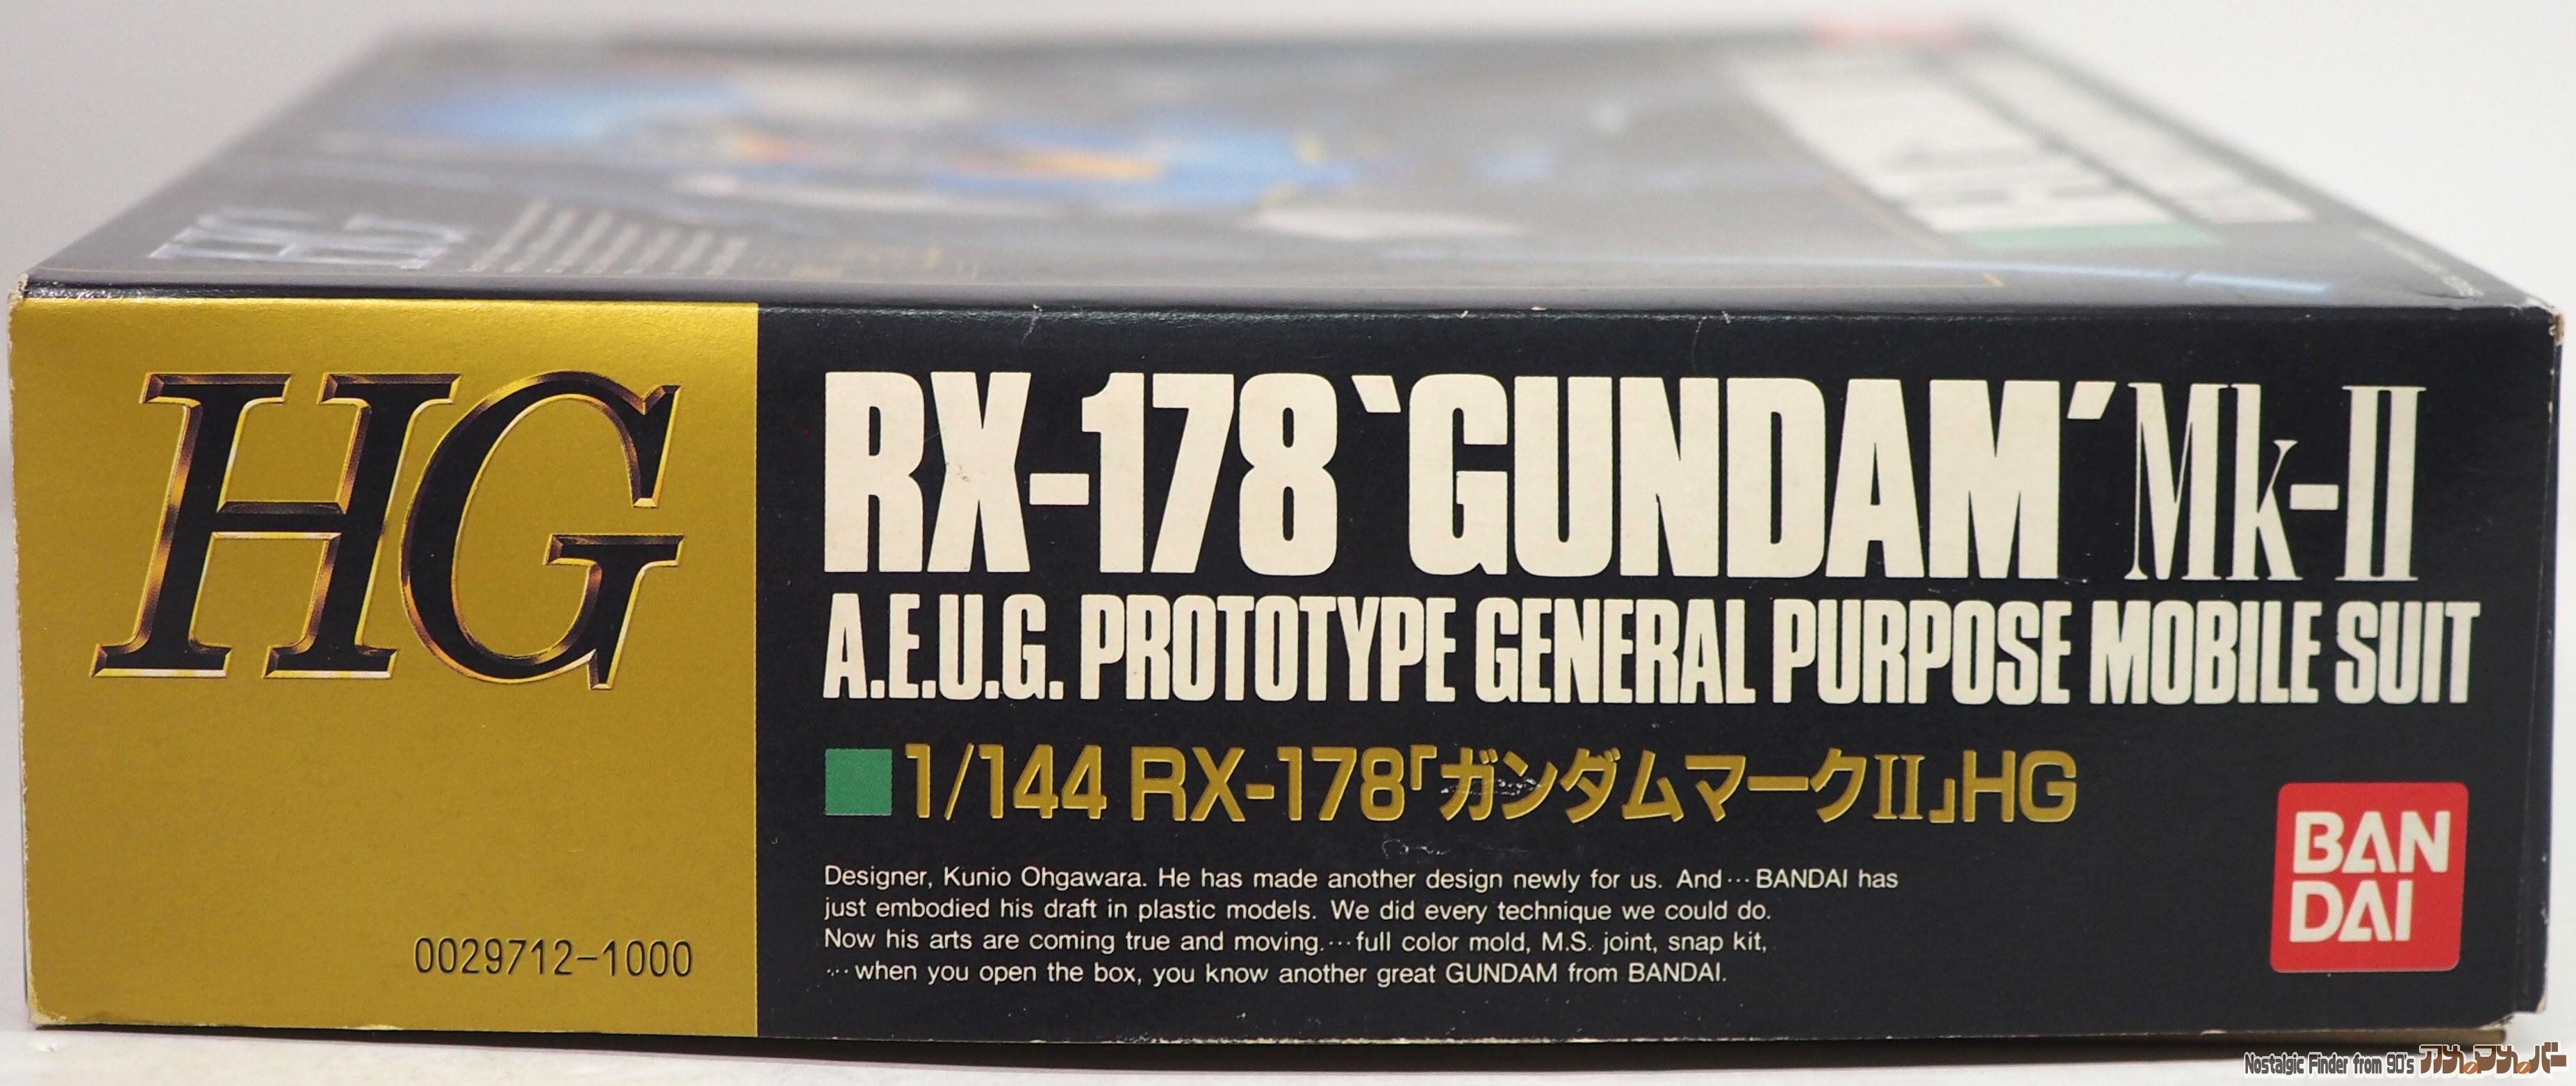 HG
RX-178 `GUNDAM´ Mk-II
A.E.U.G. PROTOTYPE GENERAL PURPOSE MOBILE SUIT
1/144 RX-178「ガンダムマークII」HG
Designer, Kunio Ohgawara. He has made another design newly for us. And… BANDAI has
just embodied his draft in plastic models. We did every technique we could do.
Now his arts are coming true and moving.…full color mold, M.S. joint, snap kit,
…when you open the box, you know another great GUNDAM from BANDAI.
0029712-1000
BAN
DAI
Nostalgic Finder from 90's